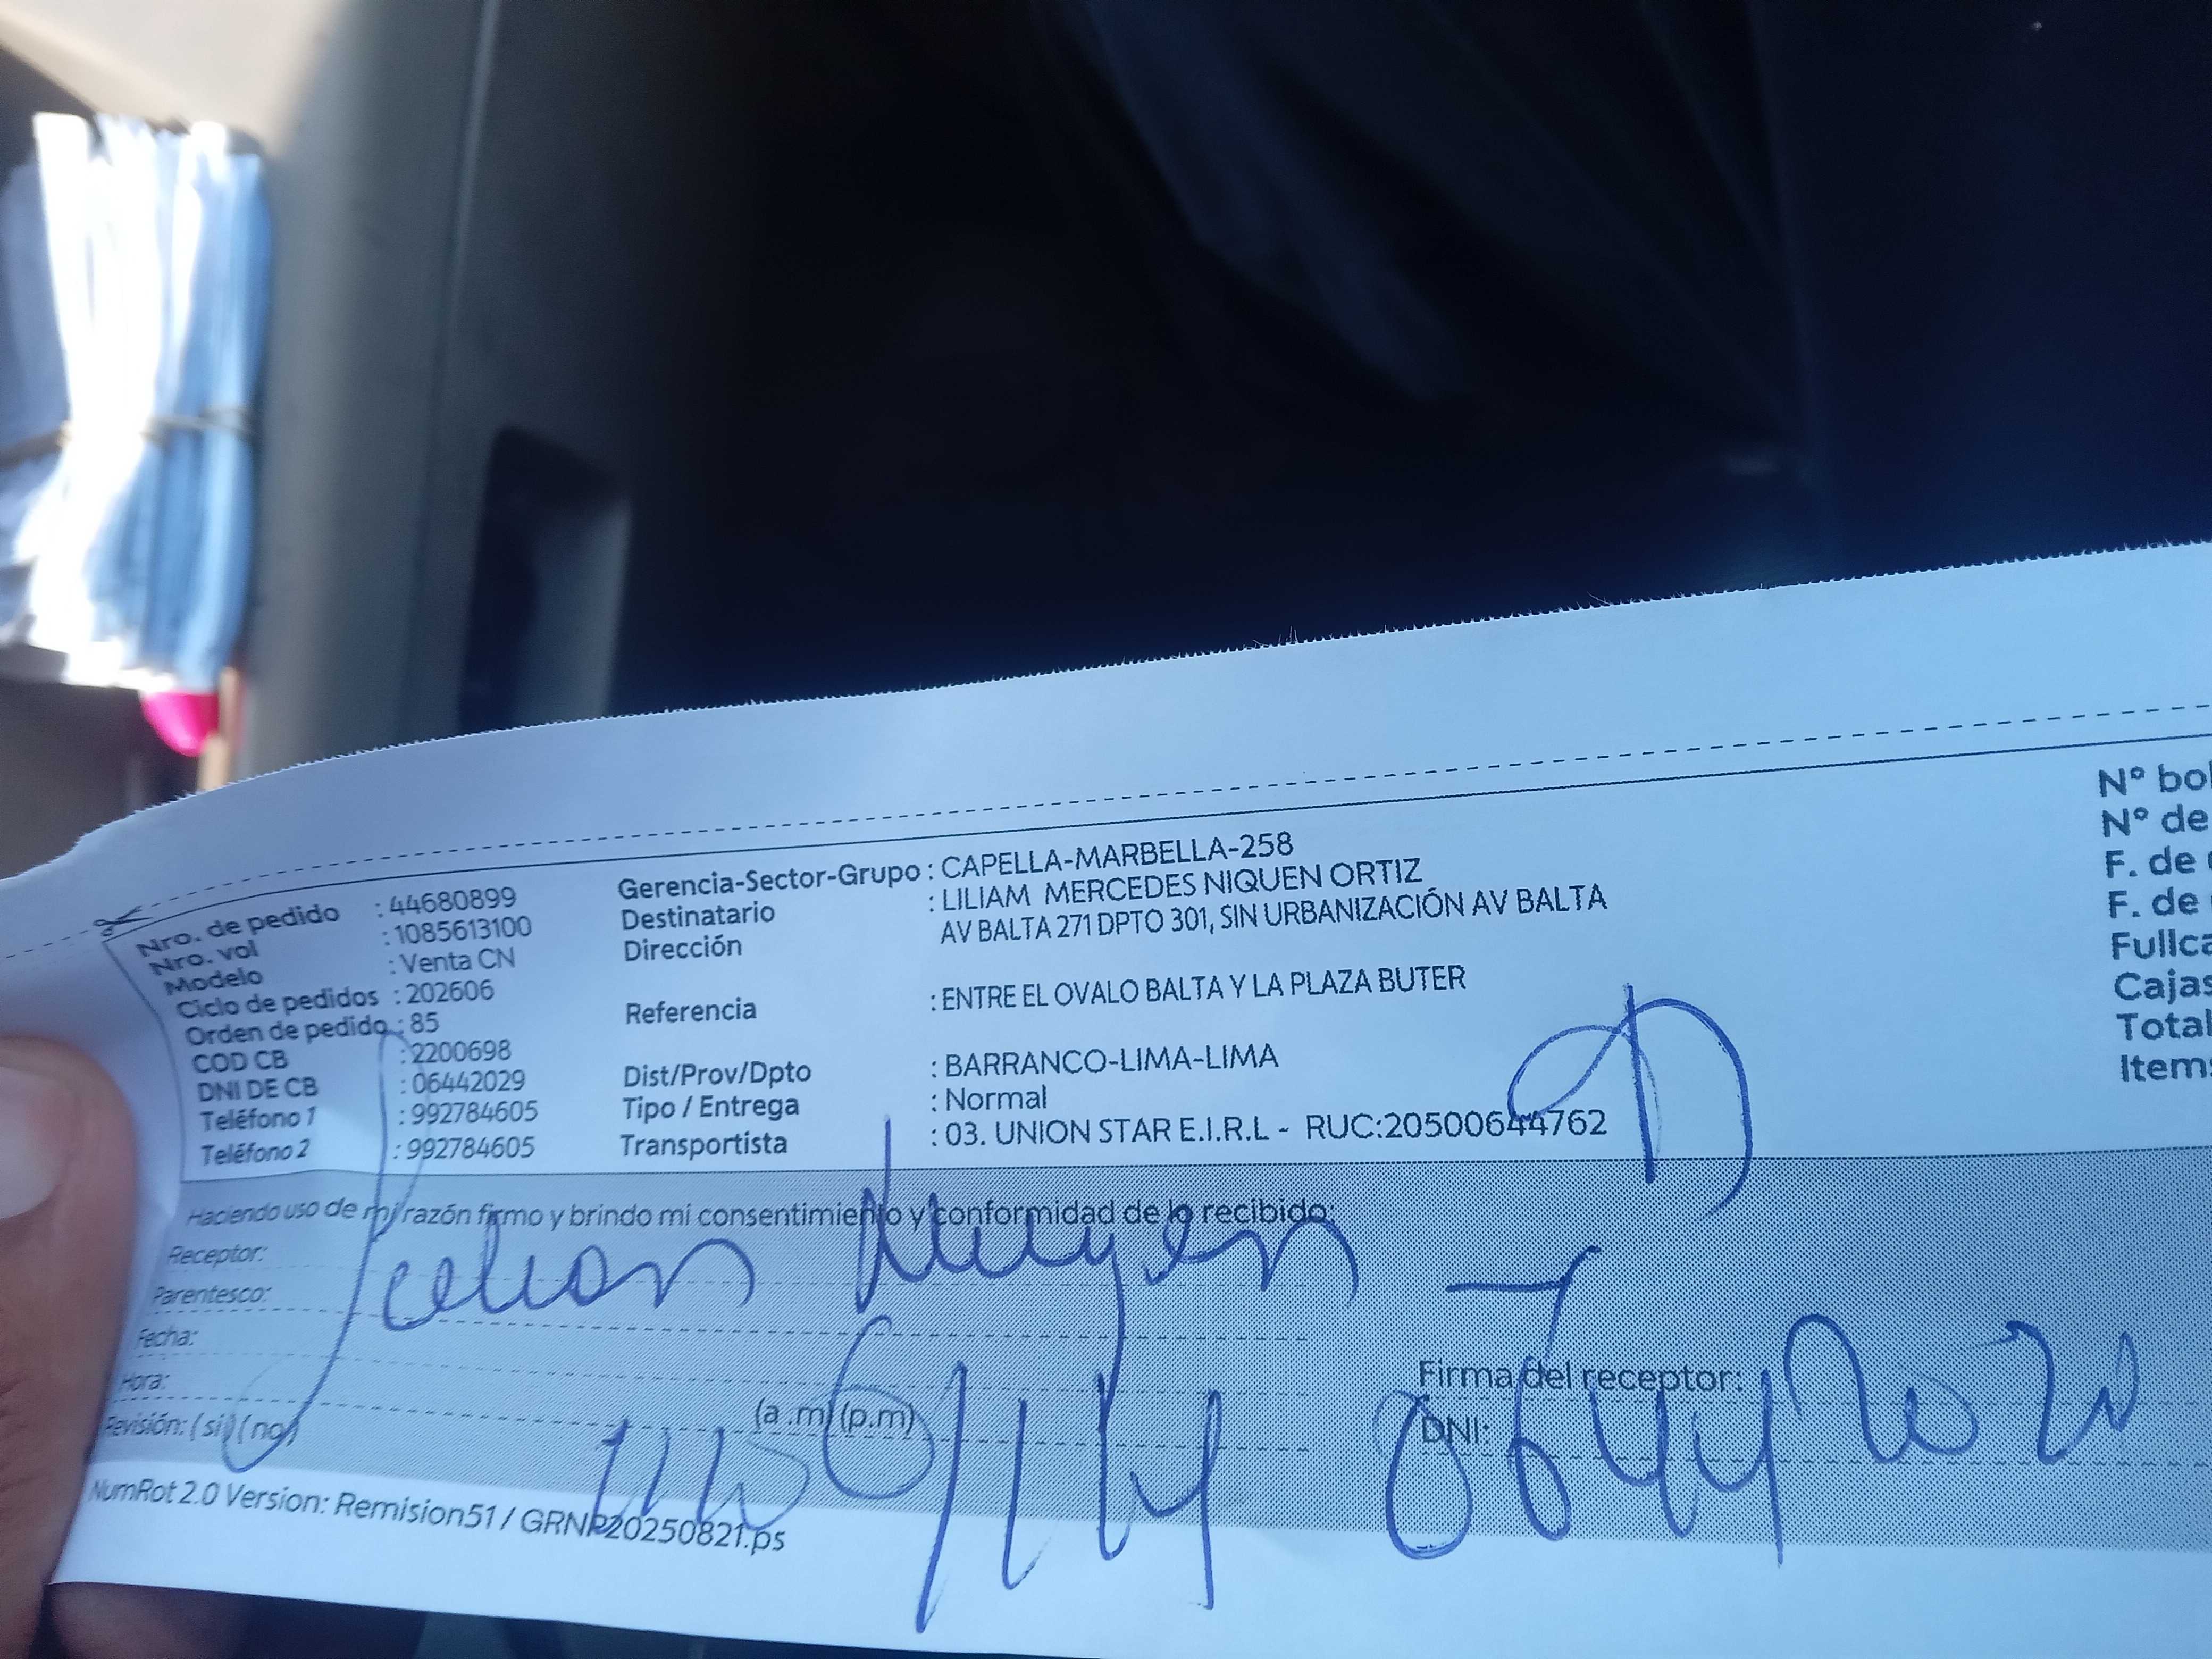 Nro. de pedido : 44680899
Nro. vol : 1085613100
Modelo : Venta CN
Ciclo de pedidos : 202606
Orden de pedido : 85
COD CB : 2200698
DNI DE CB : 06442029
Teléfono 1 : 992784605
Teléfono 2 : 992784605
Gerencia-Sector-Grupo : CAPELLA-MARBELLA-258
Destinatario : LILIAM MERCEDES NIQUEN ORTIZ
Dirección AV BALTA 271 DPTO 301, SIN URBANIZACIÓN AV BALTA
Referencia : ENTRE EL OVALO BALTA Y LA PLAZA BUTER
Dist/Prov/Dpto : BARRANCO-LIMA-LIMA
Tipo / Entrega : Normal
Transportista : 03. UNION STAR E.I.R.L - RUC:20500644762
N° bol
N° de
F. de
F. de
Fullca
Cajas
Total
Items
Haciendo uso de mi razón firmo y brindo mi consentimiento y conformidad de lo recibido:
Receptor:
Parentesco:
Fecha:
Hora: (a .m) (p.m)
Revisión: ( si ) ( no )
Firma del receptor:
DNI:
NumRot 2.0 Version: Remision51 / GRNP20250821.ps